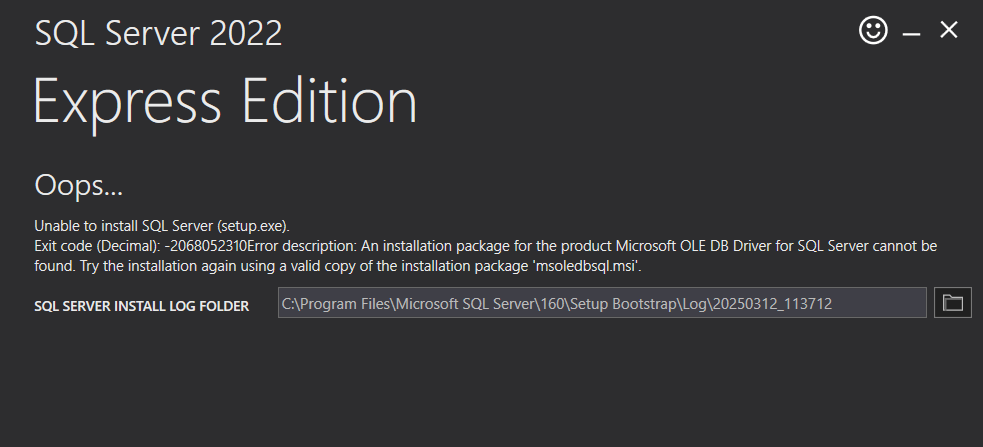 SQL Server 2022
Express Edition
Oops...
Unable to install SQL Server (setup.exe).
Exit code (Decimal): -2068052310Error description: An installation package for the product Microsoft OLE DB Driver for SQL Server cannot be
found. Try the installation again using a valid copy of the installation package 'msoledbsql.msi'.
SQL SERVER INSTALL LOG FOLDER C:\Program Files\Microsoft SQL Server\160\Setup Bootstrap\Log\20250312_113712